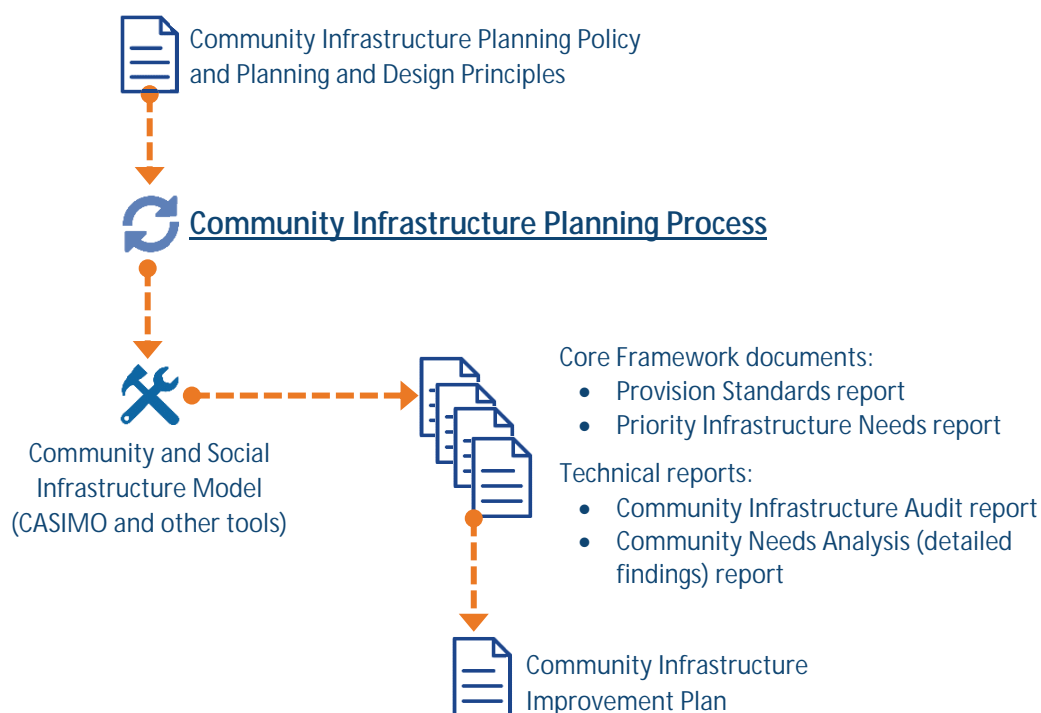 Community Infrastructure Planning Policy
and Planning and Design Principles
Community Infrastructure Planning Process
Community and Social
Infrastructure Model
(CASIMO and other tools)
Core Framework documents:
• Provision Standards report
• Priority Infrastructure Needs report
Technical reports:
• Community Infrastructure Audit report
• Community Needs Analysis (detailed
findings) report
Community Infrastructure
Improvement Plan